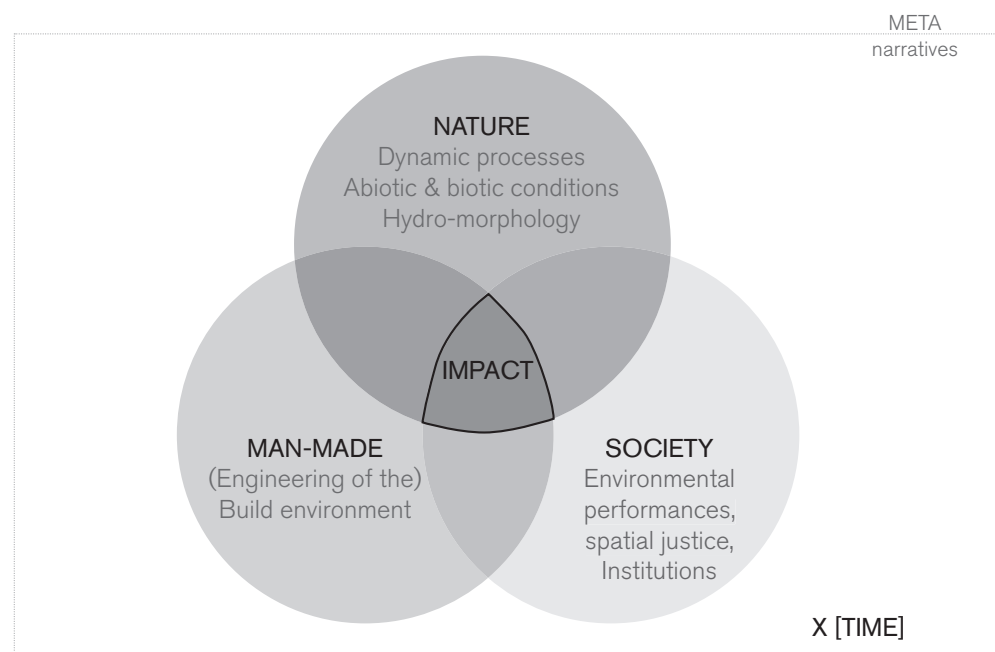 META
narratives
NATURE
Dynamic processes
Abiotic & biotic conditions
Hydro-morphology
IMPACT
MAN-MADE
(Engineering of the)
Build environment
SOCIETY
Environmental
performances,
spatial justice,
Institutions
X [TIME]